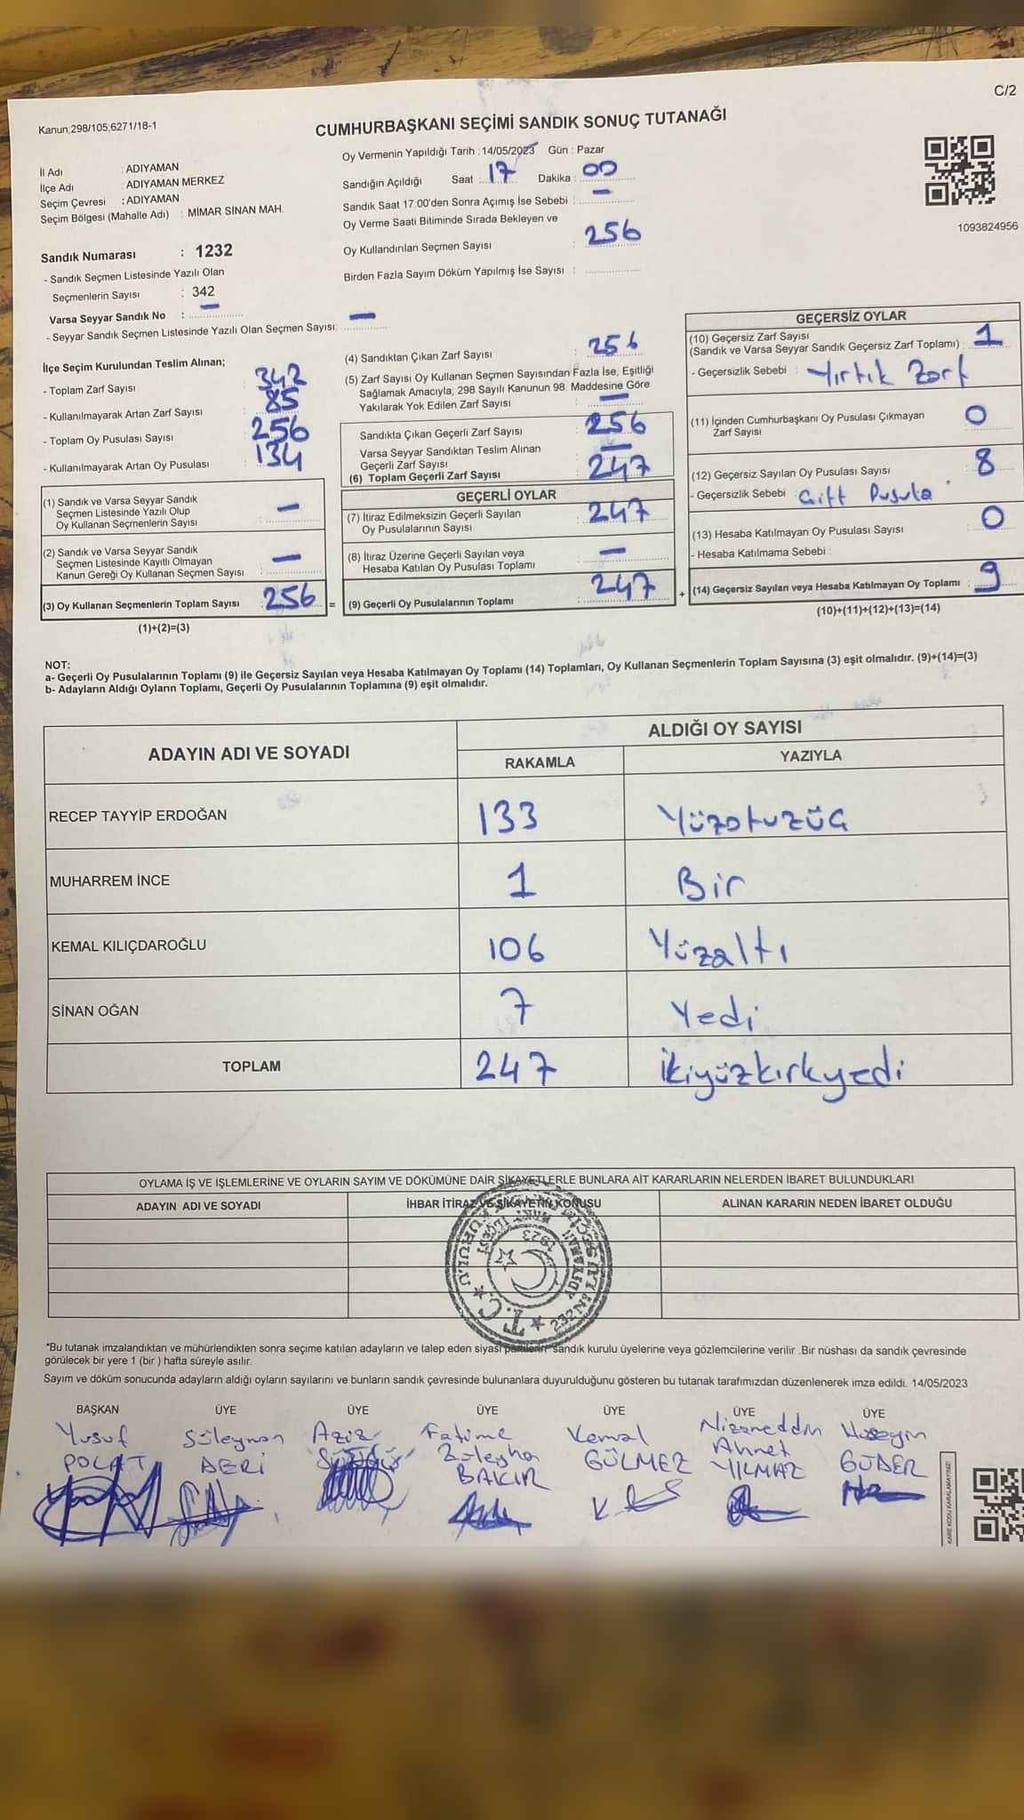 C/2
Kanun;298/105;6271/18-1
CUMHURBAŞKANI SEÇİMİ SANDIK SONUÇ TUTANAĞI
İl Adı : ADIYAMAN
İlçe Adı : ADIYAMAN MERKEZ
Seçim Çevresi : ADIYAMAN
Seçim Bölgesi (Mahalle Adı) : MİMAR SİNAN MAH.
Sandık Numarası : 1232
- Sandık Seçmen Listesinde Yazılı Olan
Seçmenlerin Sayısı : 342
Varsa Seyyar Sandık No : —
- Seyyar Sandık Seçmen Listesinde Yazılı Olan Seçmen Sayısı: —
Oy Vermenin Yapıldığı Tarih : 14/05/2023 Gün : Pazar
Sandığın Açıldığı Saat : 17 Dakika : 00
Sandık Saat 17.00'den Sonra Açımış İse Sebebi : —
Oy Verme Saati Bitiminde Sırada Bekleyen ve
Oy Kullandırılan Seçmen Sayısı : 256
Birden Fazla Sayım Döküm Yapılmış İse Sayısı :
1093824956
İlçe Seçim Kurulundan Teslim Alınan;
- Toplam Zarf Sayısı : 342
- Kullanılmayarak Artan Zarf Sayısı : 85
- Toplam Oy Pusulası Sayısı : 256
- Kullanılmayarak Artan Oy Pusulası : 134
(1) Sandık ve Varsa Seyyar Sandık
Seçmen Listesinde Yazılı Olup
Oy Kullanan Seçmenlerin Sayısı : —
(2) Sandık ve Varsa Seyyar Sandık
Seçmen Listesinde Kayıtlı Olmayan
Kanun Gereği Oy Kullanan Seçmen Sayısı : —
(3) Oy Kullanan Seçmenlerin Toplam Sayısı : 256
(1)+(2)=(3)
(4) Sandıktan Çıkan Zarf Sayısı : 256
(5) Zarf Sayısı Oy Kullanan Seçmen Sayısından Fazla İse, Eşitliği
Sağlamak Amacıyla; 298 Sayılı Kanunun 98. Maddesine Göre
Yakılarak Yok Edilen Zarf Sayısı : —
Sandıkta Çıkan Geçerli Zarf Sayısı : 256
Varsa Seyyar Sandıktan Teslim Alınan
Geçerli Zarf Sayısı : —
(6) Toplam Geçerli Zarf Sayısı : 247
GEÇERLİ OYLAR
(7) İtiraz Edilmeksizin Geçerli Sayılan
Oy Pusulalarının Sayısı : 247
(8) İtiraz Üzerine Geçerli Sayılan veya
Hesaba Katılan Oy Pusulası Toplamı : —
= (9) Geçerli Oy Pusulalarının Toplamı : 247
GEÇERSİZ OYLAR
(10) Geçersiz Zarf Sayısı
(Sandık ve Varsa Seyyar Sandık Geçersiz Zarf Toplamı) : 1
- Geçersizlik Sebebi : Yırtık Zarf
(11) İçinden Cumhurbaşkanı Oy Pusulası Çıkmayan
Zarf Sayısı : 0
(12) Geçersiz Sayılan Oy Pusulası Sayısı : 8
- Geçersizlik Sebebi : Çift Pusula
(13) Hesaba Katılmayan Oy Pusulası Sayısı : 0
- Hesaba Katılmama Sebebi :
+ (14) Geçersiz Sayılan veya Hesaba Katılmayan Oy Toplamı : 9
(10)+(11)+(12)+(13)=(14)
NOT:
a- Geçerli Oy Pusulalarının Toplamı (9) ile Geçersiz Sayılan veya Hesaba Katılmayan Oy Toplamı (14) Toplamları, Oy Kullanan Seçmenlerin Toplam Sayısına (3) eşit olmalıdır. (9)+(14)=(3)
b- Adayların Aldığı Oyların Toplamı, Geçerli Oy Pusulalarının Toplamına (9) eşit olmalıdır.
ADAYIN ADI VE SOYADI
ALDIĞI OY SAYISI
RAKAMLA YAZIYLA
RECEP TAYYİP ERDOĞAN 133 Yüzotuzüç
MUHARREM İNCE 1 Bir
KEMAL KILIÇDAROĞLU 106 Yüzaltı
SİNAN OĞAN 7 Yedi
TOPLAM 247 İkiyüzkırkyedi
OYLAMA İŞ VE İŞLEMLERİNE VE OYLARIN SAYIM VE DÖKÜMÜNE DAİR ŞİKAYETLERLE BUNLARA AİT KARARLARIN NELERDEN İBARET BULUNDUKLARI
ADAYIN ADI VE SOYADI İHBAR İTİRAZ VE ŞİKAYETİN KONUSU ALINAN KARARIN NEDEN İBARET OLDUĞU
T.C.
1923
*Bu tutanak imzalandıktan ve mühürlendikten sonra seçime katılan adayların ve talep eden siyasi partilerin sandık kurulu üyelerine veya gözlemcilerine verilir .Bir nüshası da sandık çevresinde
görülecek bir yere 1 (bir ) hafta süreyle asılır.
Sayım ve döküm sonucunda adayların aldığı oyların sayılarını ve bunların sandık çevresinde bulunanlara duyurulduğunu gösteren bu tutanak tarafımızdan düzenlenerek imza edildi. 14/05/2023
BAŞKAN ÜYE ÜYE ÜYE ÜYE ÜYE ÜYE
Yusuf Süleyman Aziz Fatime Kemal Nizameddin Hüseyin
POLAT DERİ Züleyha GÜLMEZ Ahmet GÜDER
BAKIR YILMAZ
KARE KODU KARALAMAYINIZ!